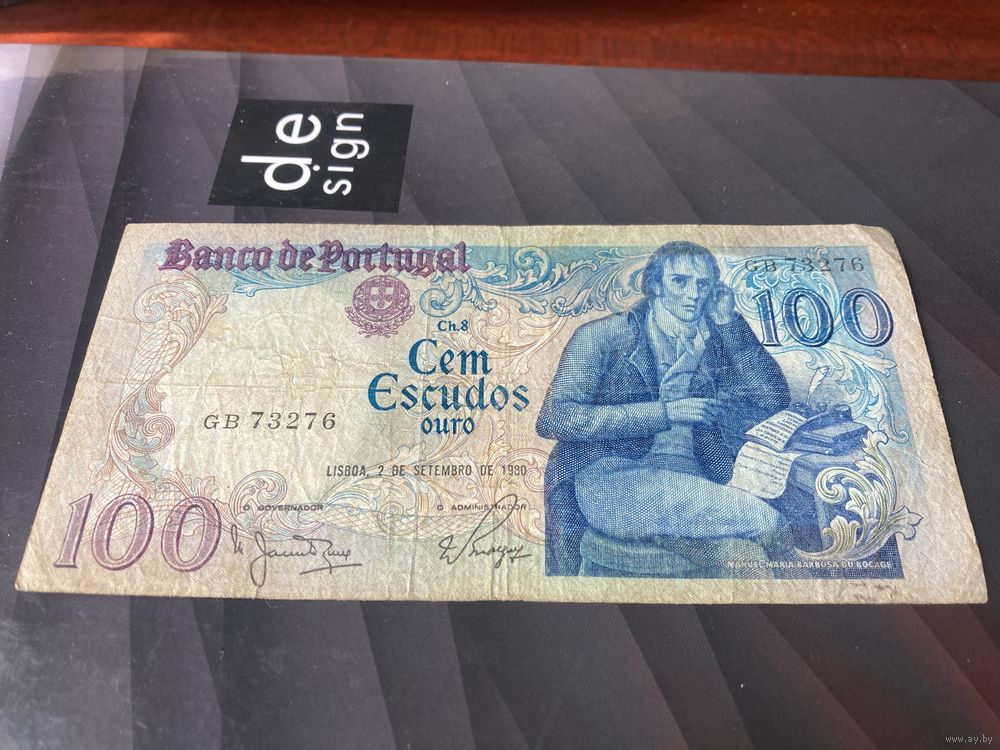 de
sign
Banco de Portugal
GB 73276
100
Ch.8
Cem
Escudos
ouro
GB 73276
LISBOA, 2 DE SETEMBRO DE 1980
O GOVERNADOR
O ADMINISTRADOR
100
MANUEL MARIA BARBOSA DU BOCAGE
www.ay.by